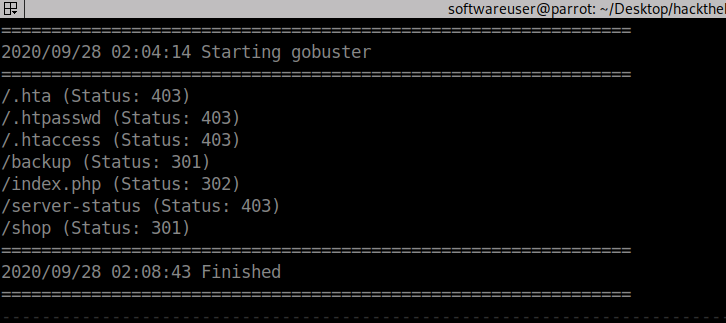 softwareuser@parrot: ~/Desktop/hackthel
===============================================================
2020/09/28 02:04:14 Starting gobuster
===============================================================
/.hta (Status: 403)
/.htpasswd (Status: 403)
/.htaccess (Status: 403)
/backup (Status: 301)
/index.php (Status: 302)
/server-status (Status: 403)
/shop (Status: 301)
===============================================================
2020/09/28 02:08:43 Finished
===============================================================